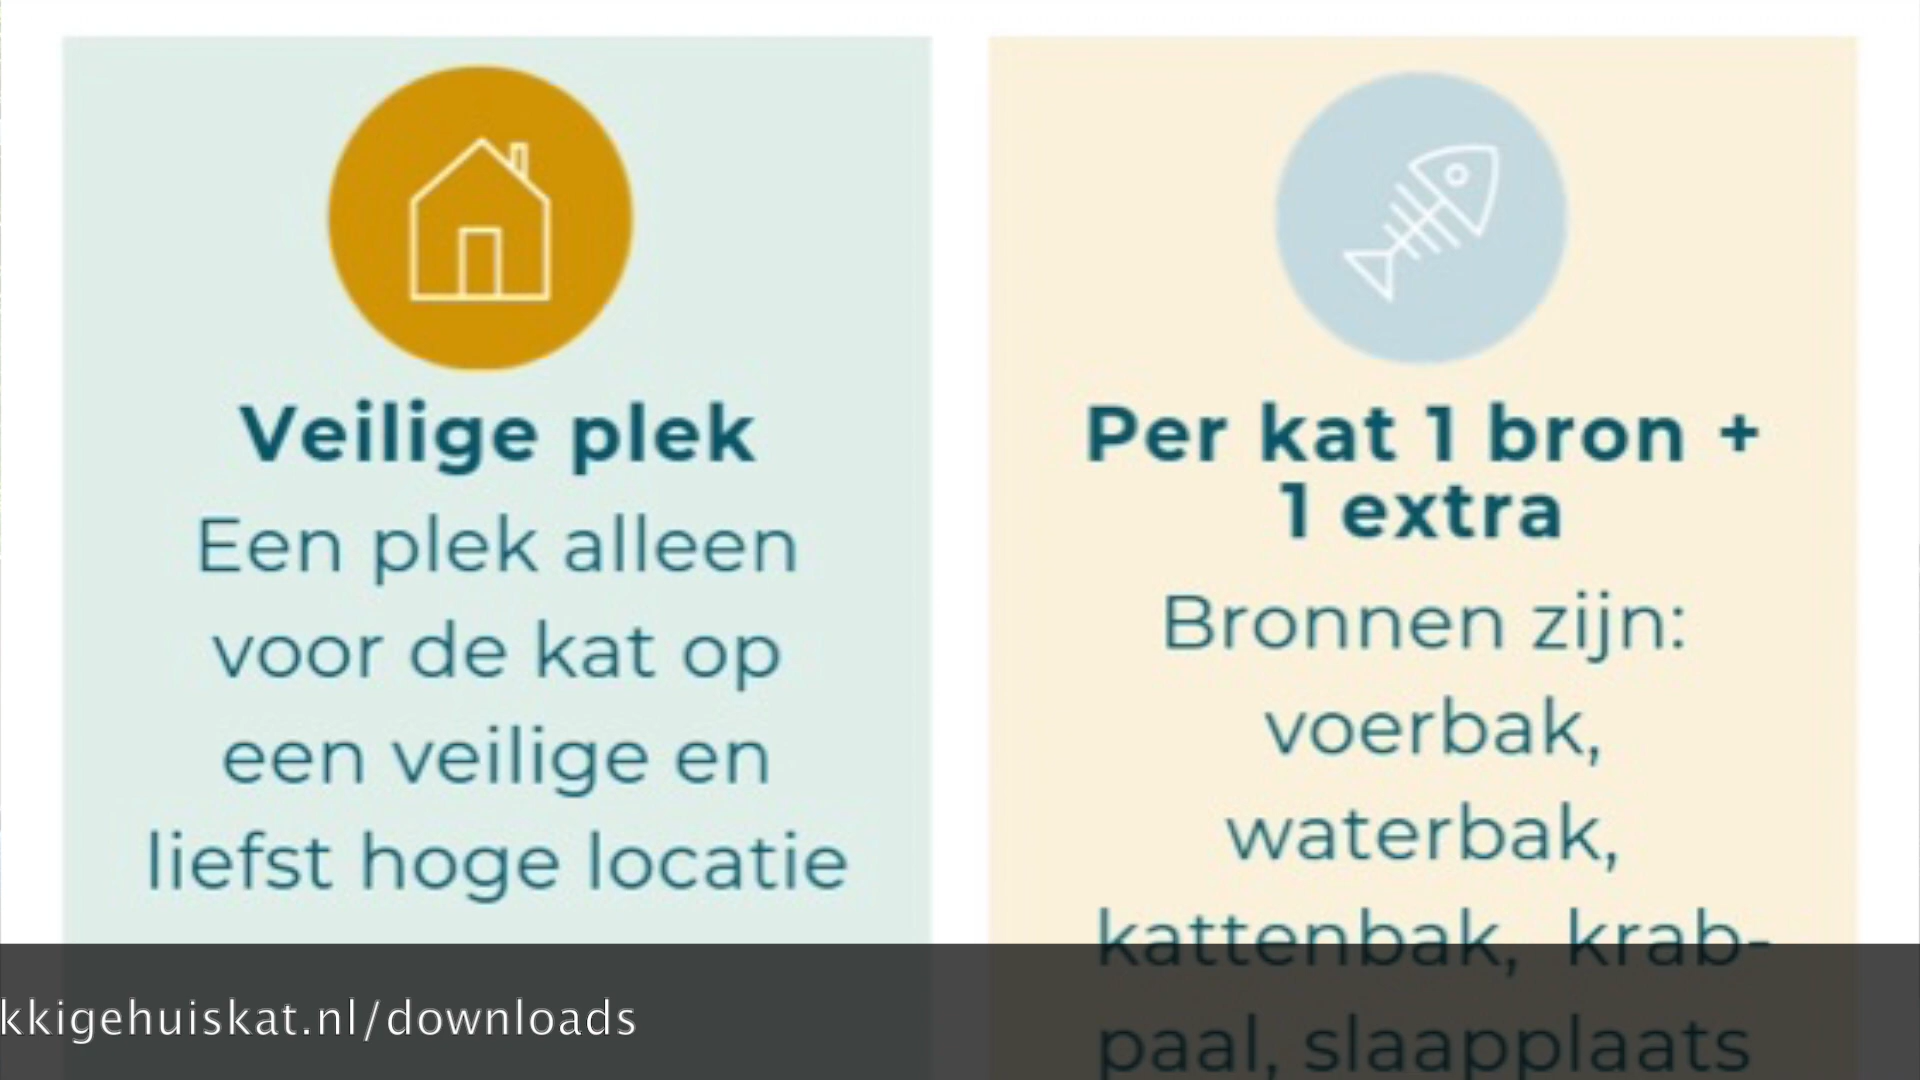 Veilige plek
Een plek alleen
voor de kat op
een veilige en
liefst hoge locatie
Per kat 1 bron +
1 extra
Bronnen zijn:
voerbak,
waterbak,
kattenbak, krab-
paal, slaapplaats
kkigehuiskat.nl/downloads